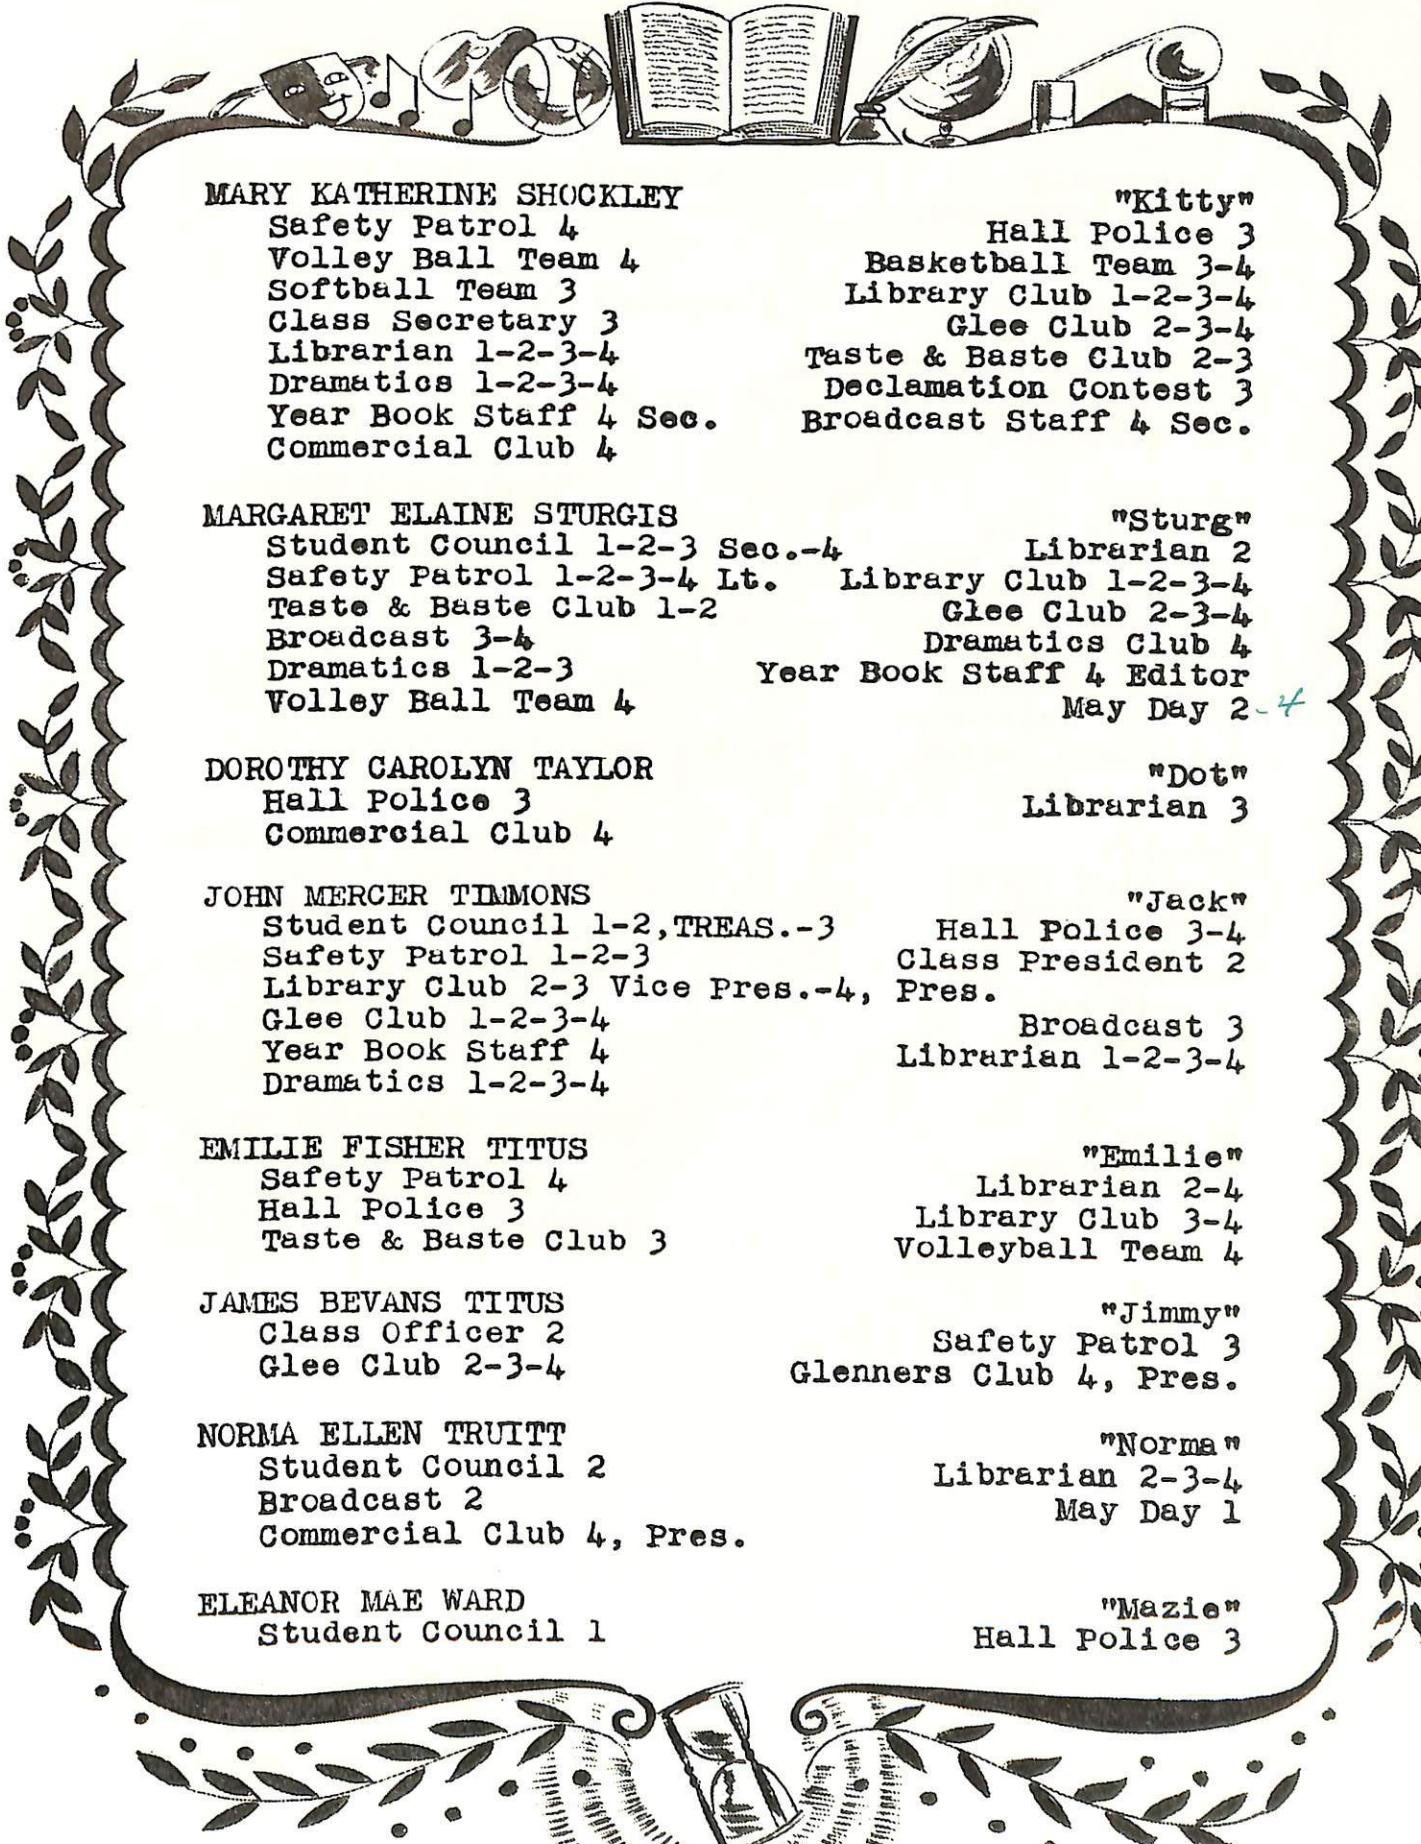 MARY KATHERINE SHOCKLEY "Kitty"
Safety Patrol 4 Hall Police 3
Volley Ball Team 4 Basketball Team 3-4
Softball Team 3 Library Club 1-2-3-4
Class Secretary 3 Glee Club 2-3-4
Librarian 1-2-3-4 Taste & Baste Club 2-3
Dramatics 1-2-3-4 Declamation Contest 3
Year Book Staff 4 Sec. Broadcast Staff 4 Sec.
Commercial Club 4
MARGARET ELAINE STURGIS "Sturg"
Student Council 1-2-3 Sec.-4 Librarian 2
Safety Patrol 1-2-3-4 Lt. Library Club 1-2-3-4
Taste & Baste Club 1-2 Glee Club 2-3-4
Broadcast 3-4 Dramatics Club 4
Dramatics 1-2-3 Year Book Staff 4 Editor
Volley Ball Team 4 May Day 2-4
DOROTHY CAROLYN TAYLOR "Dot"
Hall Police 3 Librarian 3
Commercial Club 4
JOHN MERCER TIMMONS "Jack"
Student Council 1-2,TREAS.-3 Hall Police 3-4
Safety Patrol 1-2-3 Class President 2
Library Club 2-3 Vice Pres.-4, Pres.
Glee Club 1-2-3-4 Broadcast 3
Year Book Staff 4 Librarian 1-2-3-4
Dramatics 1-2-3-4
EMILIE FISHER TITUS "Emilie"
Safety Patrol 4 Librarian 2-4
Hall Police 3 Library Club 3-4
Taste & Baste Club 3 Volleyball Team 4
JAMES BEVANS TITUS "Jimmy"
Class Officer 2 Safety Patrol 3
Glee Club 2-3-4 Glenners Club 4, Pres.
NORMA ELLEN TRUITT "Norma"
Student Council 2 Librarian 2-3-4
Broadcast 2 May Day 1
Commercial Club 4, Pres.
ELEANOR MAE WARD "Mazie"
Student Council 1 Hall Police 3